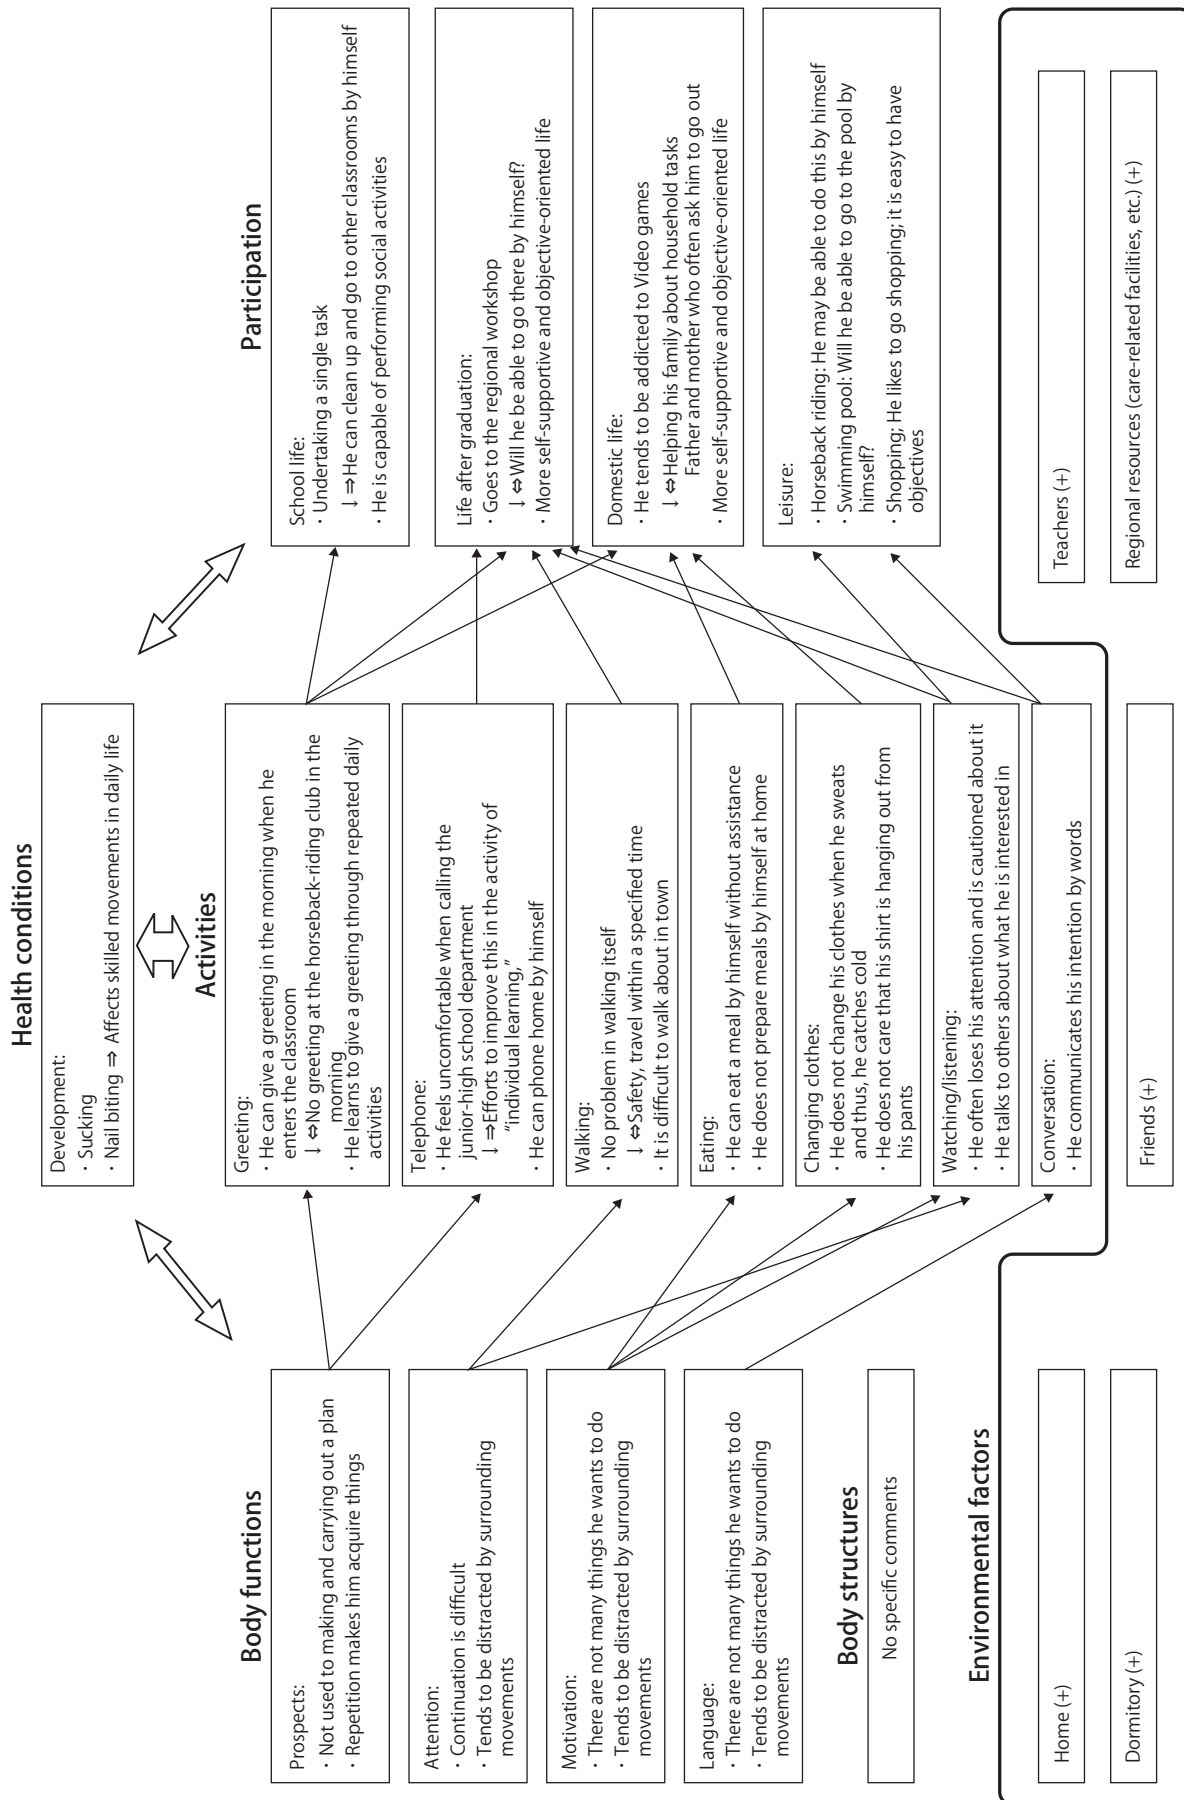 Health conditions
Development:
・Sucking
・Nail biting ⇒ Affects skilled movements in daily life
Body functions
Prospects:
・Not used to making and carrying out a plan
・Repetition makes him acquire things
Attention:
・Continuation is difficult
・Tends to be distracted by surrounding
movements
Motivation:
・There are not many things he wants to do
・Tends to be distracted by surrounding
movements
Language:
・There are not many things he wants to do
・Tends to be distracted by surrounding
movements
Body structures
No specific comments
Activities
Greeting:
・He can give a greeting in the morning when he
enters the classroom
↓⇔No greeting at the horseback-riding club in the
morning
・He learns to give a greeting through repeated daily
activities
Telephone:
・He feels uncomfortable when calling the
junior-high school department
↓⇒Efforts to improve this in the activity of
“individual learning,”
・He can phone home by himself
Walking:
・No problem in walking itself
↓⇔Safety, travel within a specified time
・It is difficult to walk about in town
Eating:
・He can eat a meal by himself without assistance
・He does not prepare meals by himself at home
Changing clothes:
・He does not change his clothes when he sweats
and thus, he catches cold
・He does not care that his shirt is hanging out from
his pants
Watching/listening:
・He often loses his attention and is cautioned about it
・He talks to others about what he is interested in
Conversation:
・He communicates his intention by words
Participation
School life:
・Undertaking a single task
↓⇒He can clean up and go to other classrooms by himself
・He is capable of performing social activities
Life after graduation:
・Goes to the regional workshop
↓⇔Will he be able to go there by himself?
・More self-supportive and objective-oriented life
Domestic life:
・He tends to be addicted to Video games
↓⇔Helping his family about household tasks
Father and mother who often ask him to go out
・More self-supportive and objective-oriented life
Leisure:
・Horseback riding: He may be able to do this by himself
・Swimming pool: Will he be able to go to the pool by
himself?
・Shopping; He likes to go shopping; it is easy to have
objectives
Environmental factors
Home (+)
Dormitory (+)
Friends (+)
Teachers (+)
Regional resources (care-related facilities, etc.) (+)